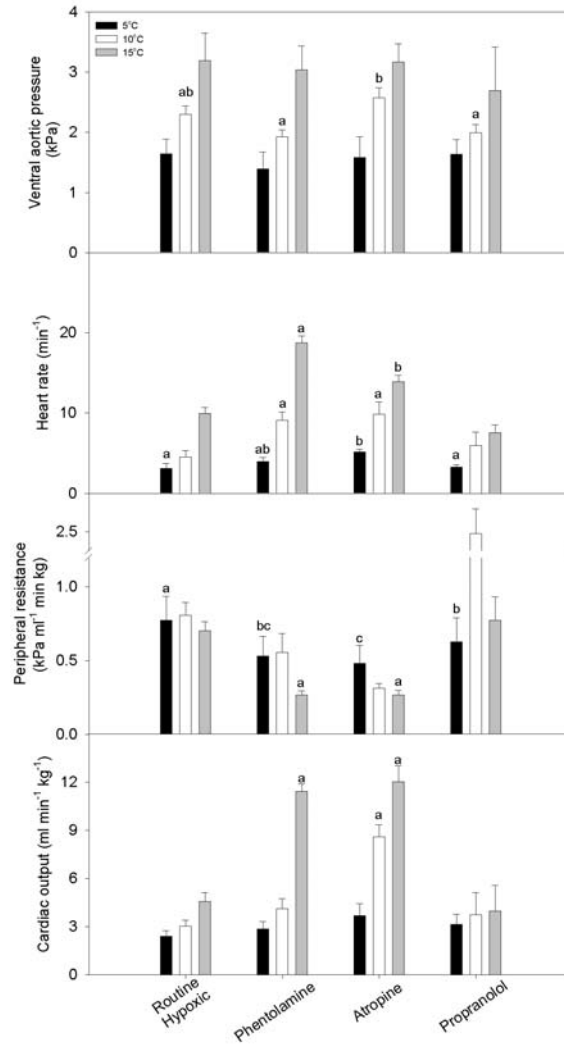 4
5°C
10°C
15°C
Ventral aortic pressure
(kPa)
3
2
1
0
ab
a
b
a
Heart rate (min⁻¹)
20
10
0
a
ab
a
a
b
a
b
a
Peripheral resistance
(kPa ml⁻¹ min kg)
2.5
1.0
0.5
0.0
a
bc
a
c
a
b
Cardiac output (ml min⁻¹ kg⁻¹)
12
9
6
3
0
a
a
a
Routine
Hypoxic
Phentolamine
Atropine
Propranolol